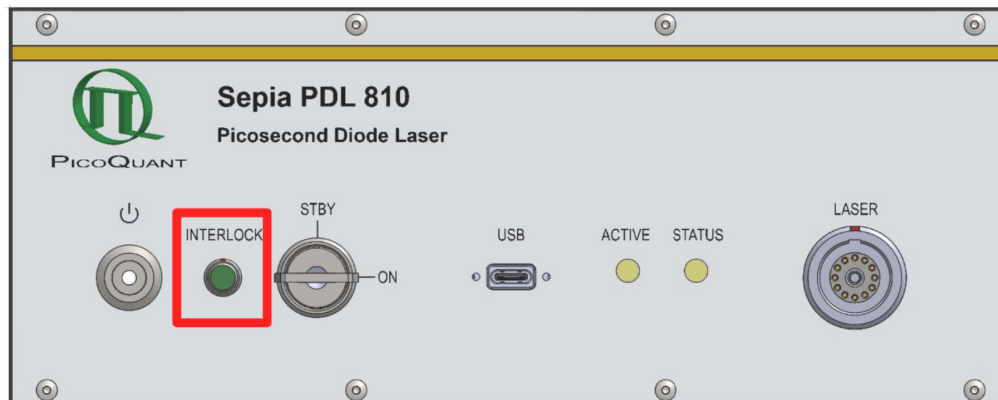 Sepia PDL 810
Picosecond Diode Laser
PICOQUANT
INTERLOCK
STBY
ON
USB
ACTIVE
STATUS
LASER